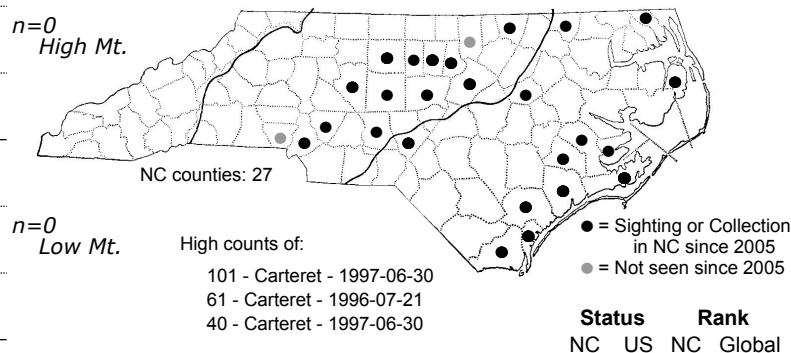 n=0
High Mt.
NC counties: 27
n=0
Low Mt.
High counts of:
101 - Carteret - 1997-06-30
61 - Carteret - 1996-07-21
40 - Carteret - 1997-06-30
= Sighting or Collection
in NC since 2005
= Not seen since 2005
Status Rank
NC US NC Global